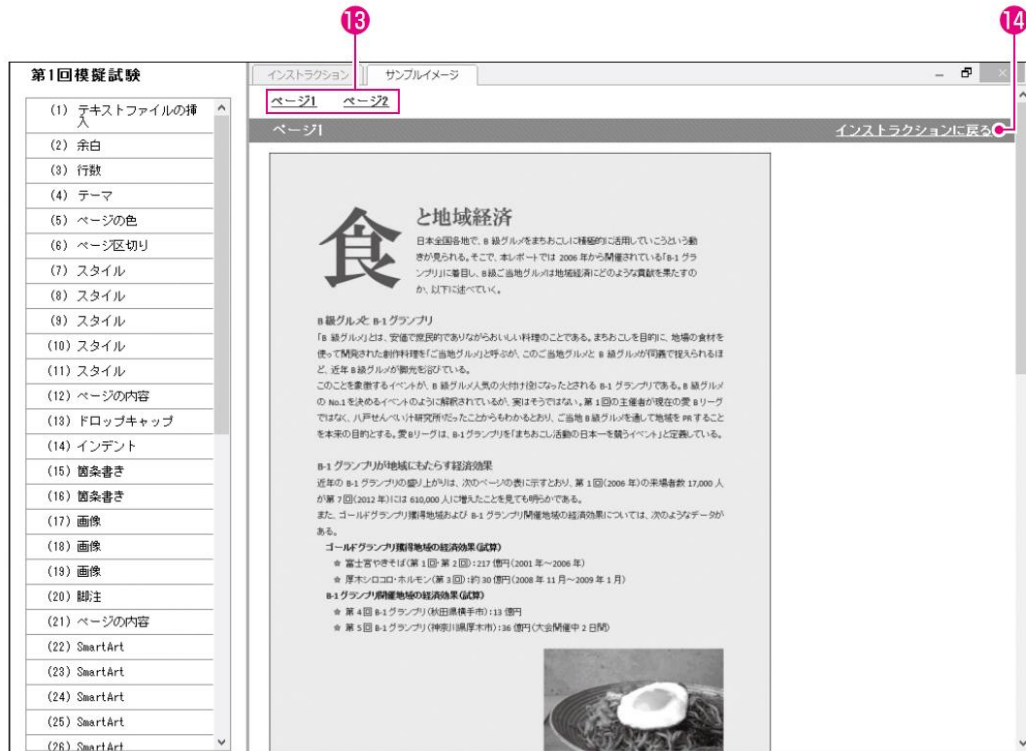 ⑬
⑭
第1回模擬試験
(1) テキストファイルの挿
入
(2) 余白
(3) 行数
(4) テーマ
(5) ページの色
(6) ページ区切り
(7) スタイル
(8) スタイル
(9) スタイル
(10) スタイル
(11) スタイル
(12) ページの内容
(13) ドロップキャップ
(14) インデント
(15) 箇条書き
(16) 箇条書き
(17) 画像
(18) 画像
(19) 画像
(20) 脚注
(21) ページの内容
(22) SmartArt
(23) SmartArt
(24) SmartArt
(25) SmartArt
(26) SmartArt
インストラクション サンプルイメージ
ページ1 ページ2
ページ1 インストラクションに戻る
食
と地域経済
日本全国各地で、B 級グルメをまちおこしに積極的に活用していこうという動
きが見られる。そこで、本レポートでは 2006 年から開催されている「B-1 グラ
ンプリ」に着目し、B級ご当地グルメは地域経済にどのような貢献を果たすの
か、以下に述べていく。
B 級グルメと B-1 グランプリ
「B 級グルメ」とは、安価で庶民的でありながらおいしい料理のことである。まちおこしを目的に、地場の食材を
使って開発された創作料理を「ご当地グルメ」と呼ぶが、このご当地グルメと B 級グルメが同義で捉えられるほ
ど、近年 B 級グルメが脚光を浴びている。
このことを象徴するイベントが、B 級グルメ人気の火付け役になったとされる B-1 グランプリである。B 級グルメ
の No.1 を決めるイベントのように解釈されているが、実はそうではない。第 1 回の主催者が現在の愛 B リーグ
ではなく、八戸せんべい汁研究所だったことからもわかるとおり、ご当地 B 級グルメを通して地域を PR すること
を本来の目的とする。愛 B リーグは、B-1 グランプリを「まちおこし活動の日本一を競うイベント」と定義している。
B-1 グランプリが地域にもたらす経済効果
近年の B-1 グランプリの盛り上がりは、次のページの表に示すとおり、第 1 回(2006 年)の来場者数 17,000 人
が第 7 回(2012 年)には 610,000 人に増えたことを見ても明らかである。
また、ゴールドグランプリ獲得地域および B-1 グランプリ開催地域の経済効果については、次のようなデータが
ある。
ゴールドグランプリ獲得地域の経済効果(試算)
☆ 富士宮やきそば(第 1 回・第 2 回):217 億円(2001 年～2006 年)
☆ 厚木シロコロ・ホルモン(第 3 回):約 30 億円(2008 年 11 月～2009 年 1 月)
B-1 グランプリ開催地域の経済効果(試算)
☆ 第 4 回 B-1 グランプリ(秋田県横手市):13 億円
☆ 第 5 回 B-1 グランプリ(神奈川県厚木市):36 億円(大会開催中 2 日間)